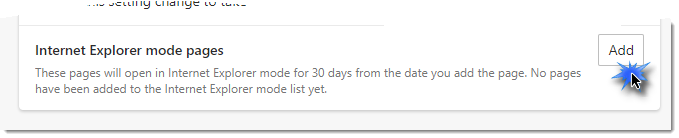 setting change to take
Internet Explorer mode pages
Add
These pages will open in Internet Explorer mode for 30 days from the date you add the page. No pages
have been added to the Internet Explorer mode list yet.